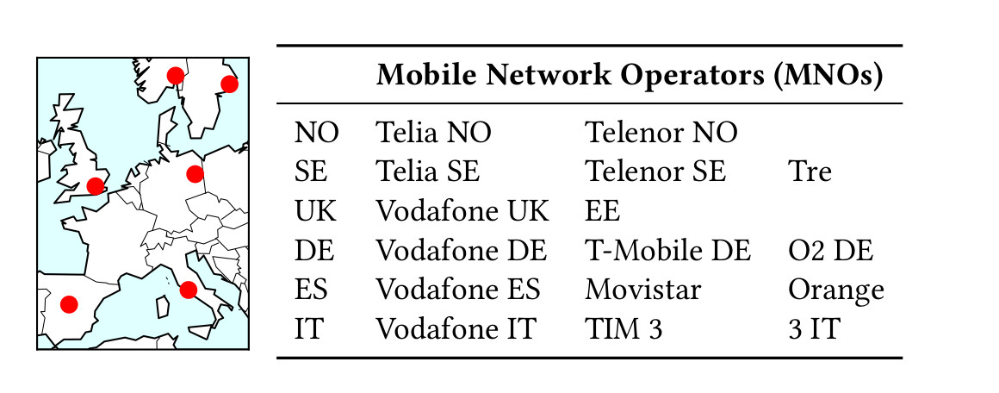 Mobile Network Operators (MNOs)
NO Telia NO Telenor NO
SE Telia SE Telenor SE Tre
UK Vodafone UK EE
DE Vodafone DE T-Mobile DE O2 DE
ES Vodafone ES Movistar Orange
IT Vodafone IT TIM 3 3 IT